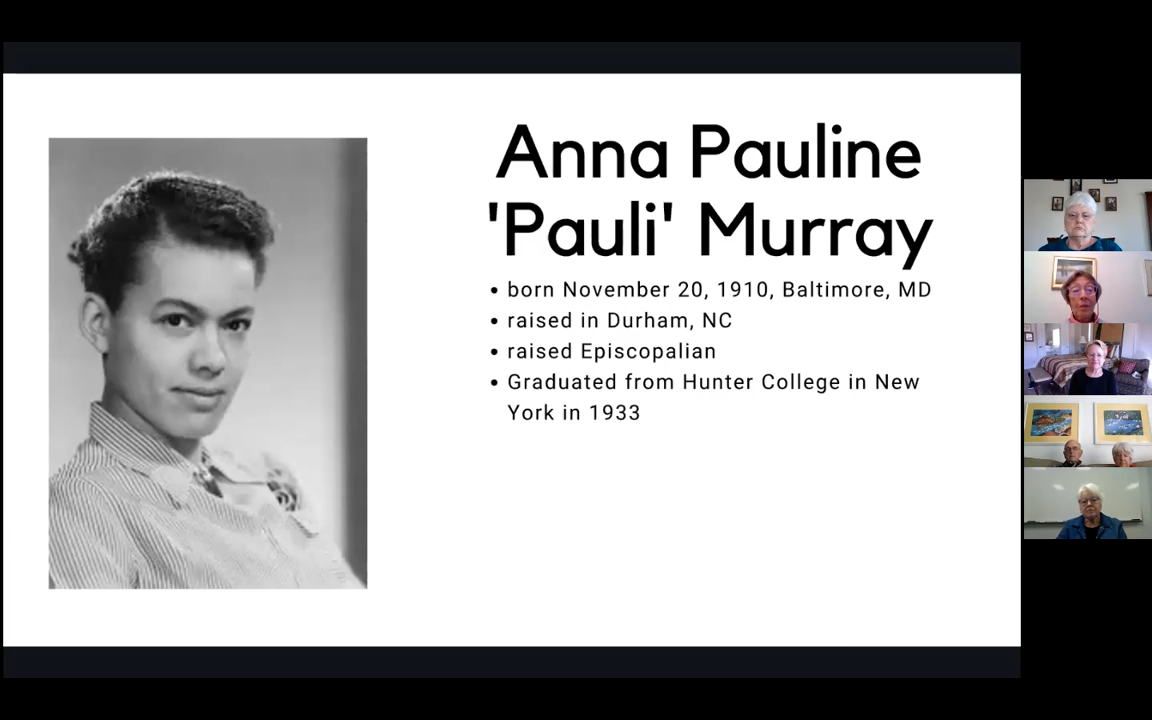 Anna Pauline
'Pauli' Murray
• born November 20, 1910, Baltimore, MD
• raised in Durham, NC
• raised Episcopalian
• Graduated from Hunter College in New
York in 1933